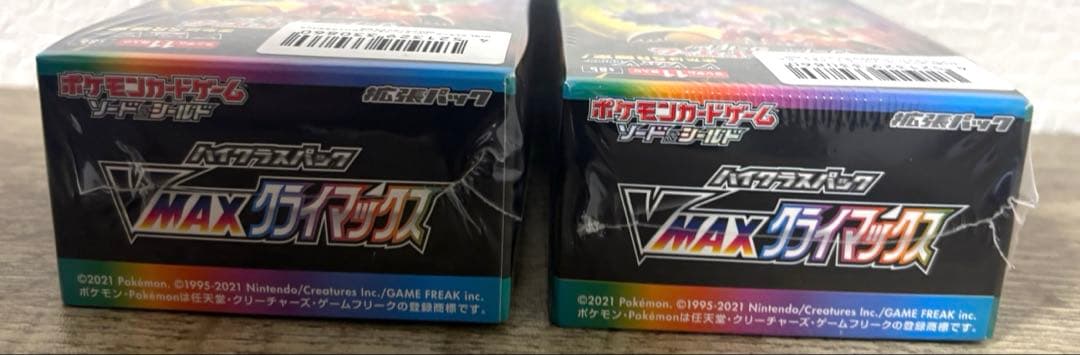 ポケモンカードゲーム
ソード&シールド
拡張パック
ハイクラスパック
VMAXクライマックス
©2021 Pokémon. ©1995-2021 Nintendo/Creatures Inc./GAME FREAK inc.
ポケモン・Pokémonは任天堂・クリーチャーズ・ゲームフリークの登録商標です。
ポケモンカードゲーム
ソード&シールド
拡張パック
ハイクラスパック
VMAXクライマックス
©2021 Pokémon. ©1995-2021 Nintendo/Creatures Inc./GAME FREAK inc.
ポケモン・Pokémonは任天堂・クリーチャーズ・ゲームフリークの登録商標です。